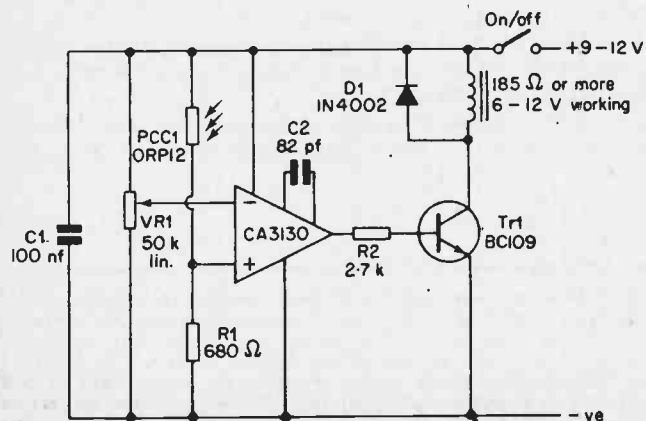 On/off
+9-12 V
D1
IN4002
185 Ω or more
6-12 V working
PCC1
ORP12
C2
82 pf
VR1
50 k
lin.
C1
100 nf
-
CA3130
+
R2
2·7 k
Tr1
BC109
R1
680 Ω
-ve